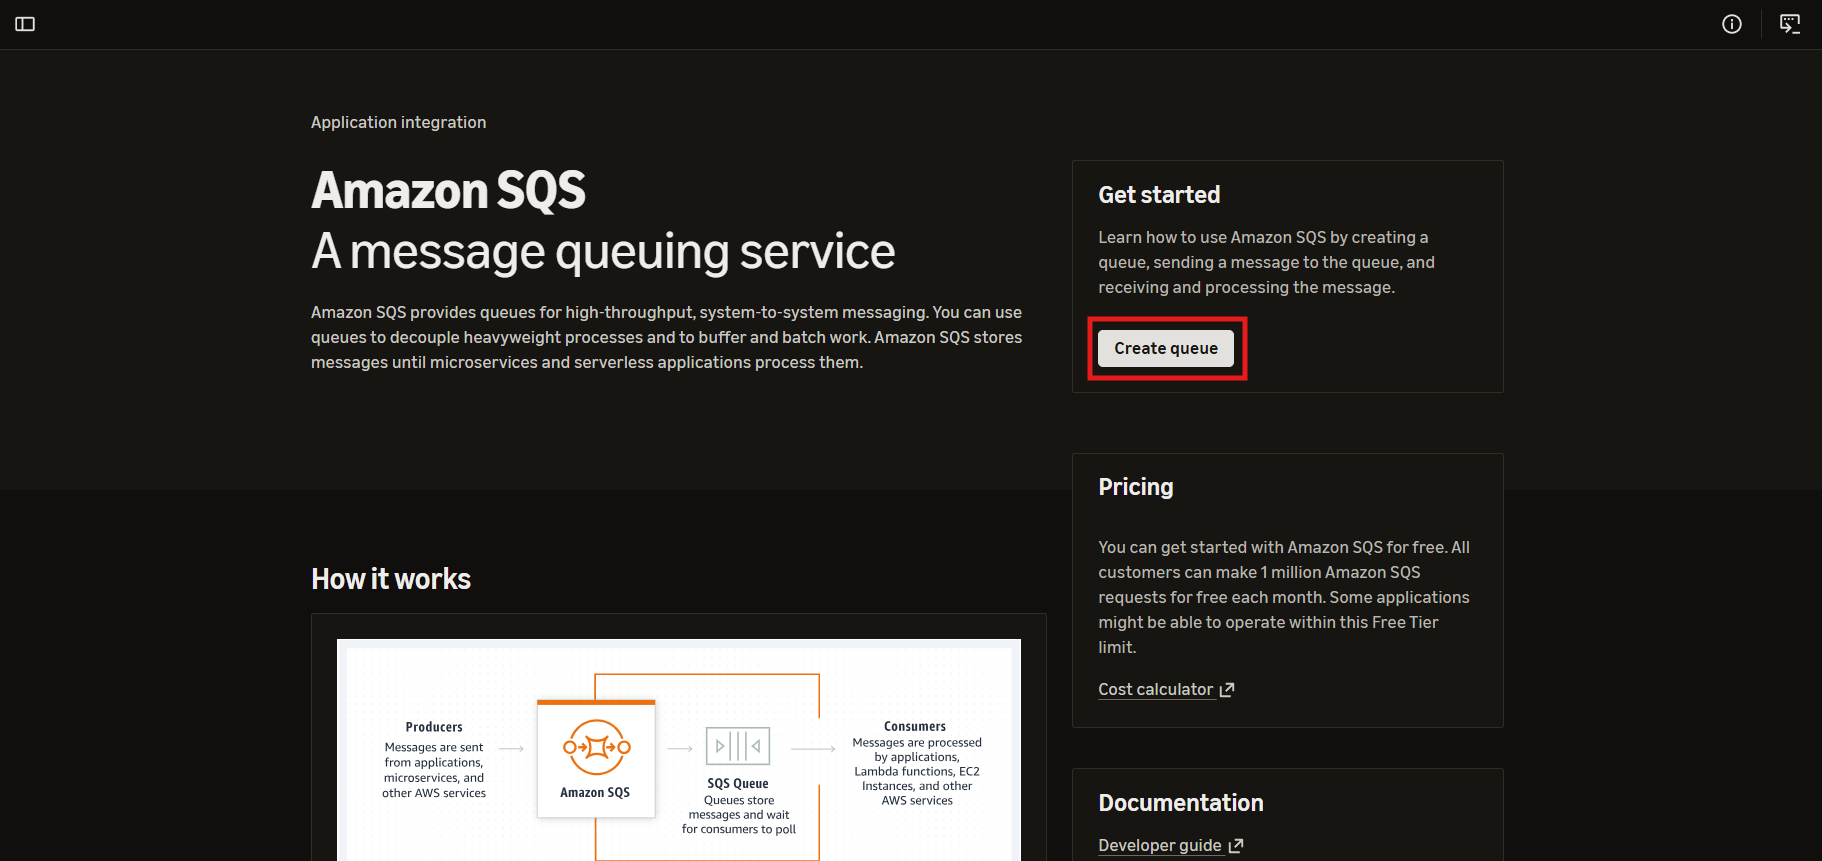 Application integration
Amazon SQS
A message queuing service
Amazon SQS provides queues for high-throughput, system-to-system messaging. You can use
queues to decouple heavyweight processes and to buffer and batch work. Amazon SQS stores
messages until microservices and serverless applications process them.
Get started
Learn how to use Amazon SQS by creating a
queue, sending a message to the queue, and
receiving and processing the message.
Create queue
Pricing
You can get started with Amazon SQS for free. All
customers can make 1 million Amazon SQS
requests for free each month. Some applications
might be able to operate within this Free Tier
limit.
Cost calculator
How it works
Producers
Messages are sent
from applications,
microservices, and
other AWS services
Amazon SQS
SQS Queue
Queues store
messages and wait
for consumers to poll
Consumers
Messages are processed
by applications,
Lambda functions, EC2
Instances, and other
AWS services
Documentation
Developer guide